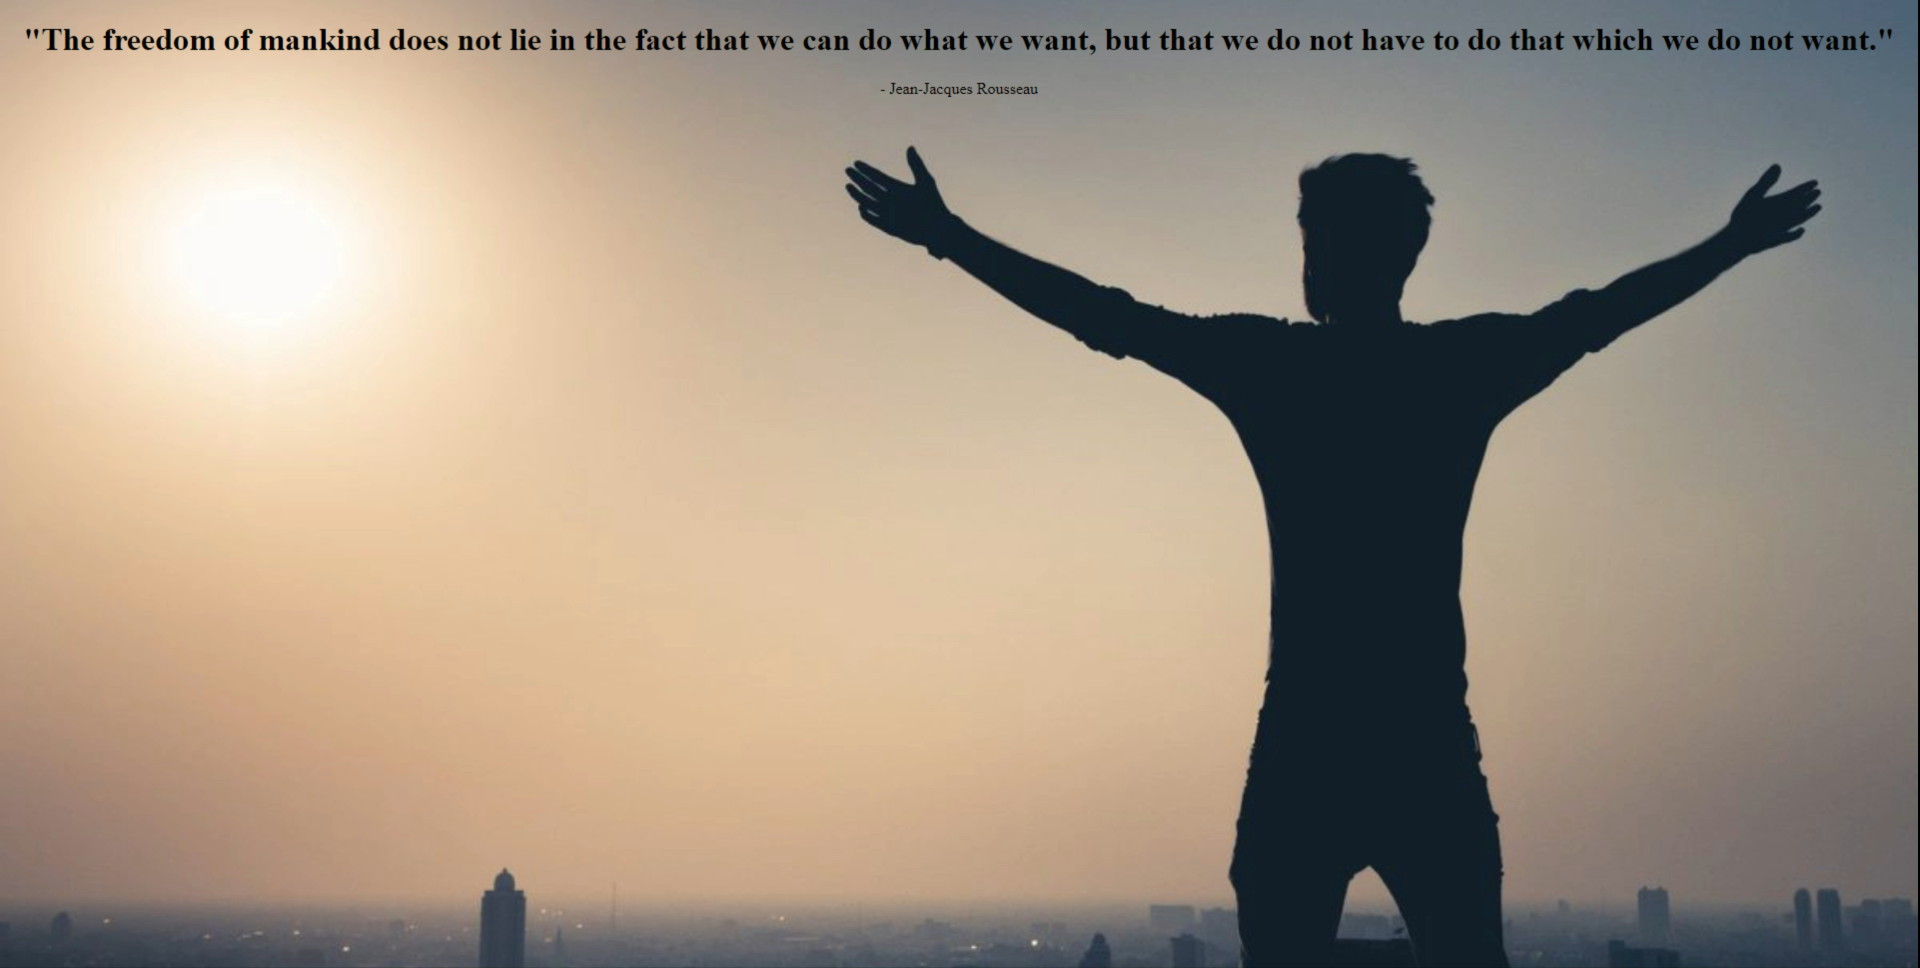 "The freedom of mankind does not lie in the fact that we can do what we want, but that we do not have to do that which we do not want."
- Jean-Jacques Rousseau